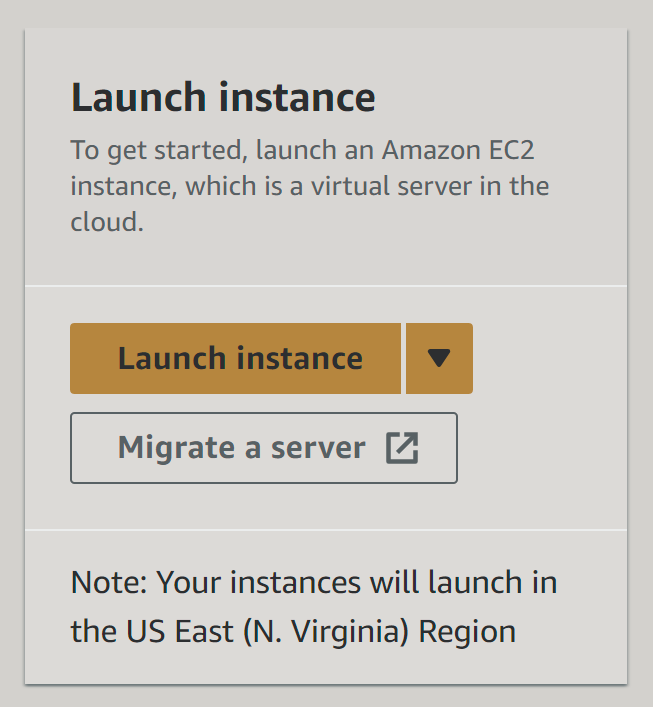 Launch instance
To get started, launch an Amazon EC2
instance, which is a virtual server in the
cloud.
Launch instance
Migrate a server
Note: Your instances will launch in
the US East (N. Virginia) Region